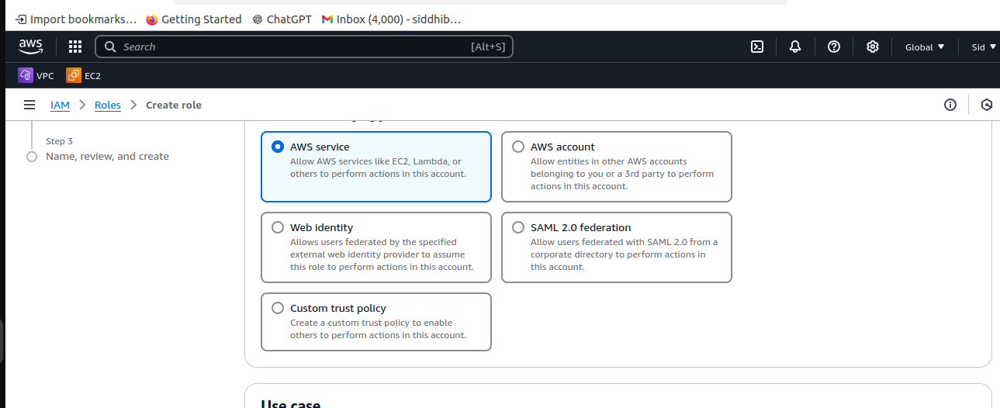 Import bookmarks... Getting Started ChatGPT Inbox (4,000) - siddhib...
aws Search [Alt+S] Global Sid
VPC EC2
IAM Roles Create role
Step 3
Name, review, and create
AWS service
Allow AWS services like EC2, Lambda, or
others to perform actions in this account.
AWS account
Allow entities in other AWS accounts
belonging to you or a 3rd party to perform
actions in this account.
Web identity
Allows users federated by the specified
external web identity provider to assume
this role to perform actions in this account.
SAML 2.0 federation
Allow users federated with SAML 2.0 from a
corporate directory to perform actions in
this account.
Custom trust policy
Create a custom trust policy to enable
others to perform actions in this account.
Use case